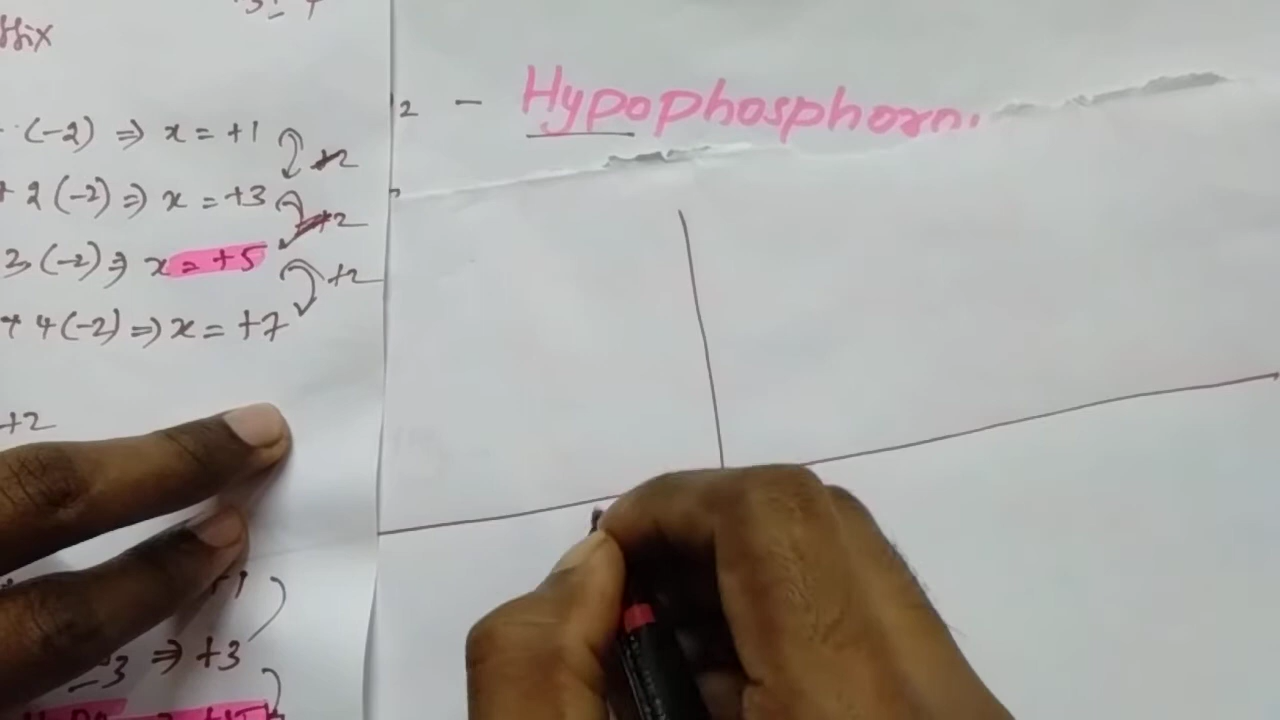 ffix
(-2) ⇒ x = +1
+2
+ 2 (-2) ⇒ x = +3
+2
3 (-2) ⇒ x = +5
+2
+ 4 (-2) ⇒ x = +7
+2
+1
3 ⇒ +3
2 - Hypophosphoro